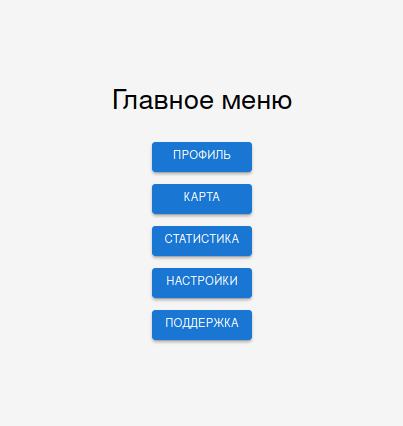 Главное меню
ПРОФИЛЬ
КАРТА
СТАТИСТИКА
НАСТРОЙКИ
ПОДДЕРЖКА